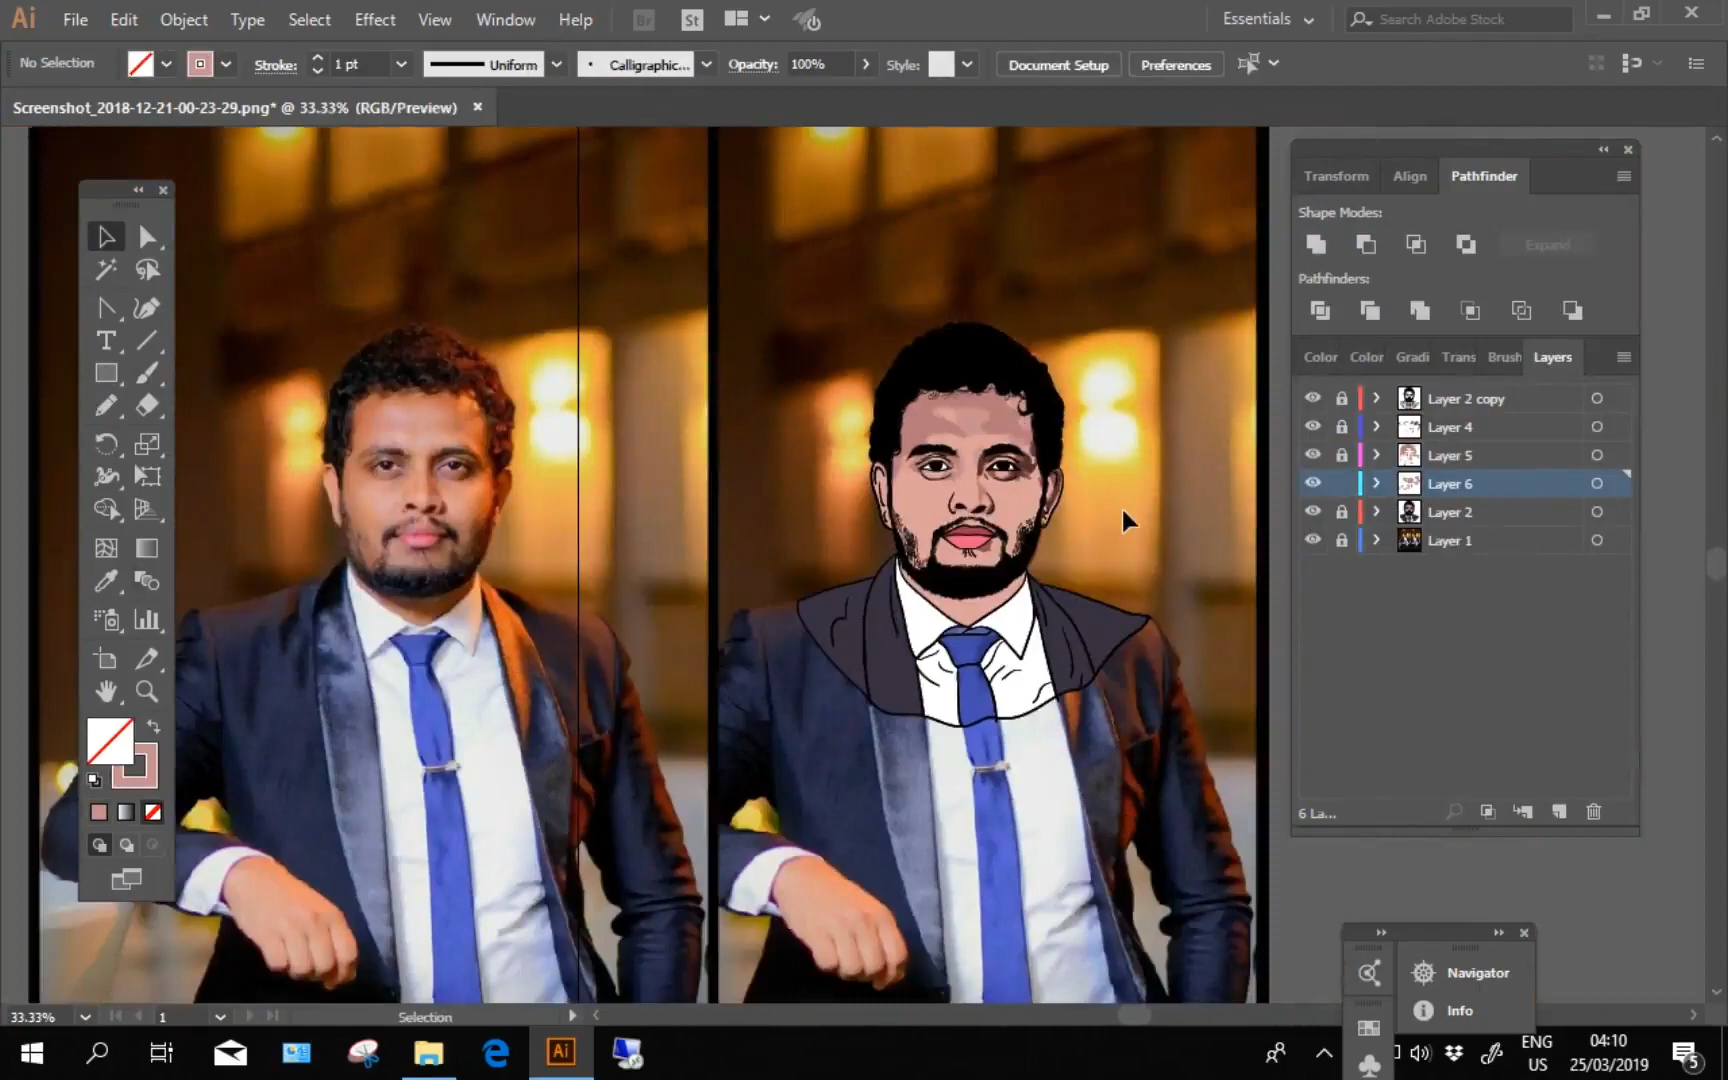 Ai File Edit Object Type Select Effect View Window Help Br St Essentials Search Adobe Stock
No Selection Stroke: 1 pt Uniform Calligraphic... Opacity: 100% Style: Document Setup Preferences
Screenshot_2018-12-21-00-23-29.png* @ 33.33% (RGB/Preview)
Transform Align Pathfinder
Shape Modes:
Expand
Pathfinders:
Color Color Gradi Trans Brush Layers
Layer 2 copy
Layer 4
Layer 5
Layer 6
Layer 2
Layer 1
6 La...
Navigator
Info
33.33% 1 Selection
Ai ENG 04:10
US 25/03/2019 5